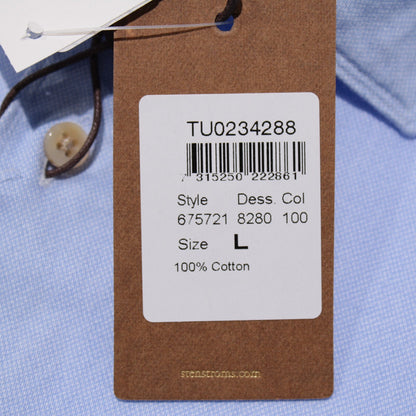 TU0234288
7 315250 222861
Style Dess. Col
675721 8280 100
Size L
100% Cotton
stenstroms.com